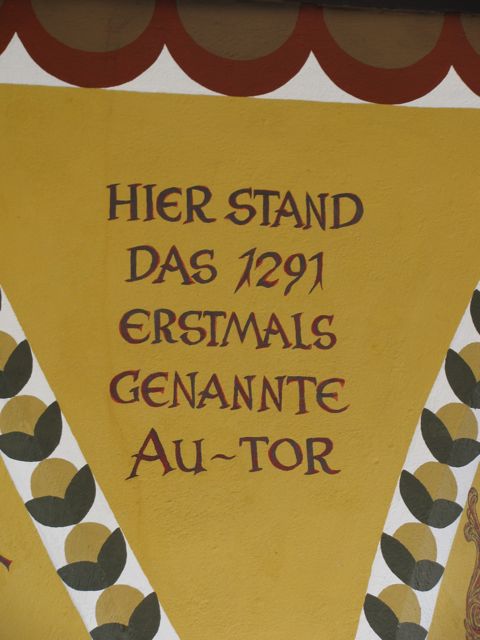 HIER STAND
DAS 1291
ERSTMALS
GENANNTE
AU-TOR